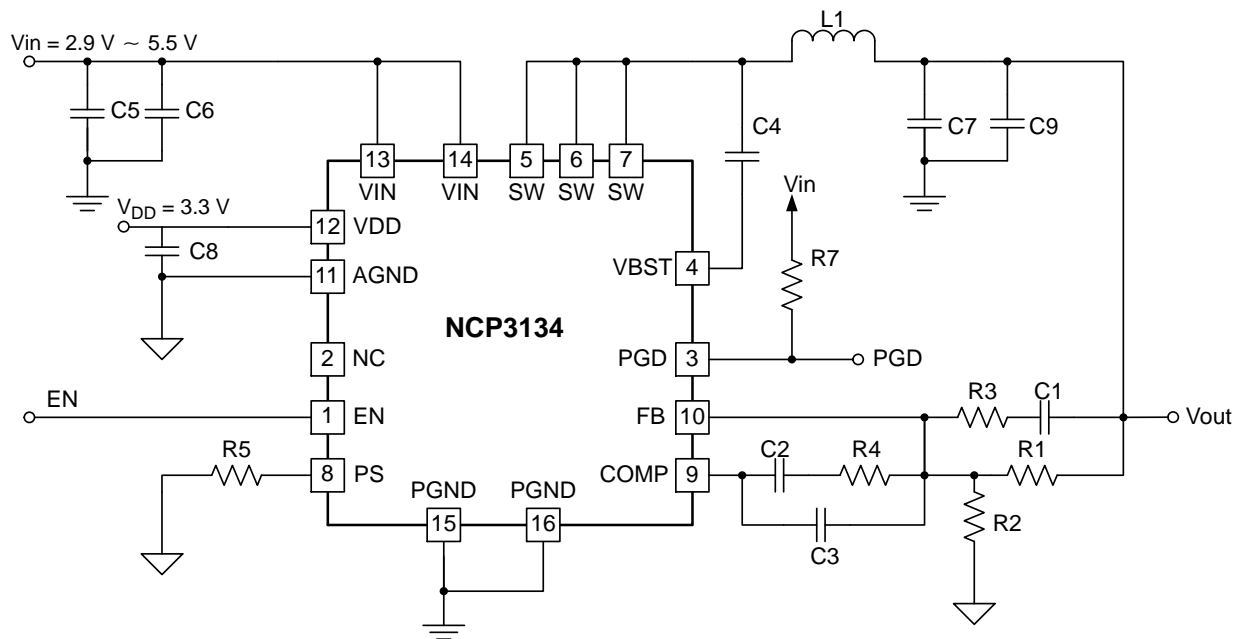 L1
Vin = 2.9 V ~ 5.5 V
C5 C6 C4 C7 C9
13 14 5 6 7
VIN VIN SW SW SW
Vin
V_DD = 3.3 V
12 VDD
C8
R7
VBST 4
11 AGND
NCP3134
2 NC
PGD 3 PGD
EN
R3 C1
1 EN
FB 10
Vout
R5
C2 R4 R1
8 PS
COMP 9
PGND PGND
15 16
R2
C3